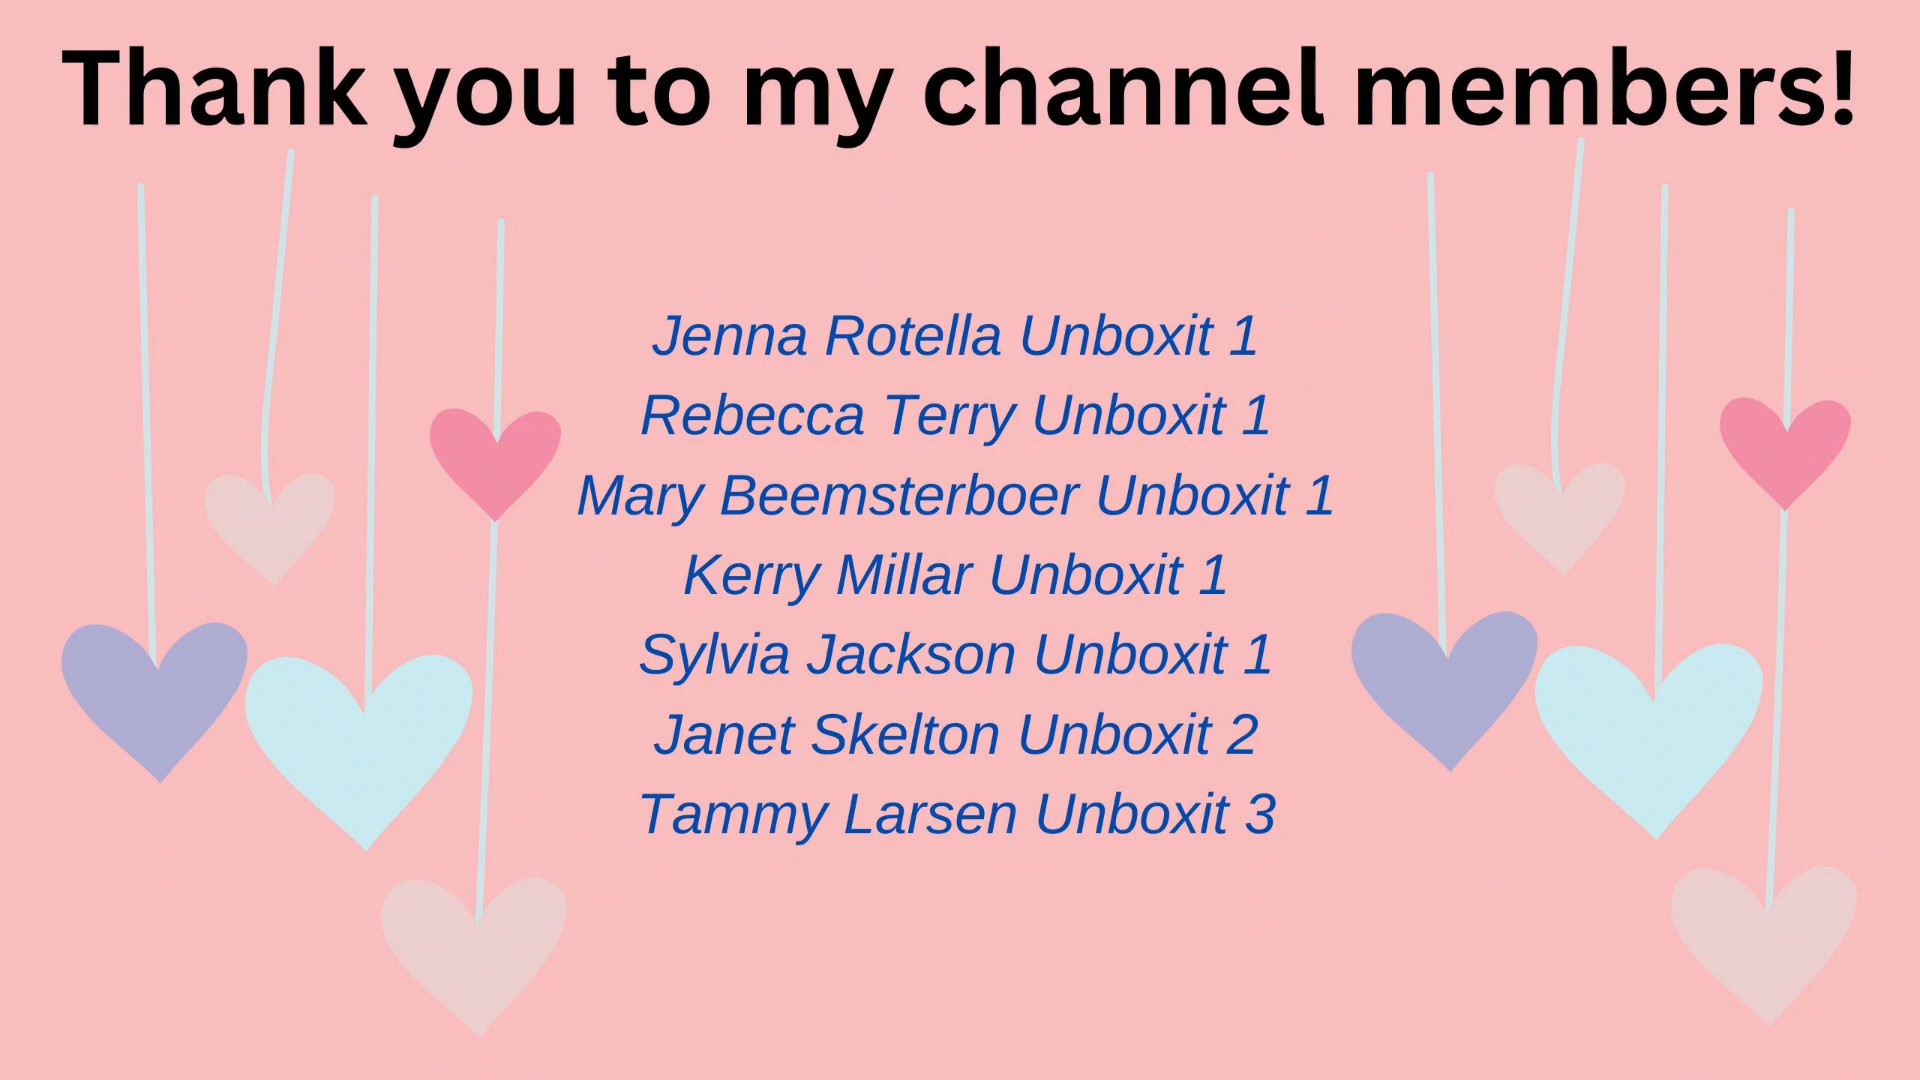 Thank you to my channel members!
Jenna Rotella Unboxit 1
Rebecca Terry Unboxit 1
Mary Beemsterboer Unboxit 1
Kerry Millar Unboxit 1
Sylvia Jackson Unboxit 1
Janet Skelton Unboxit 2
Tammy Larsen Unboxit 3